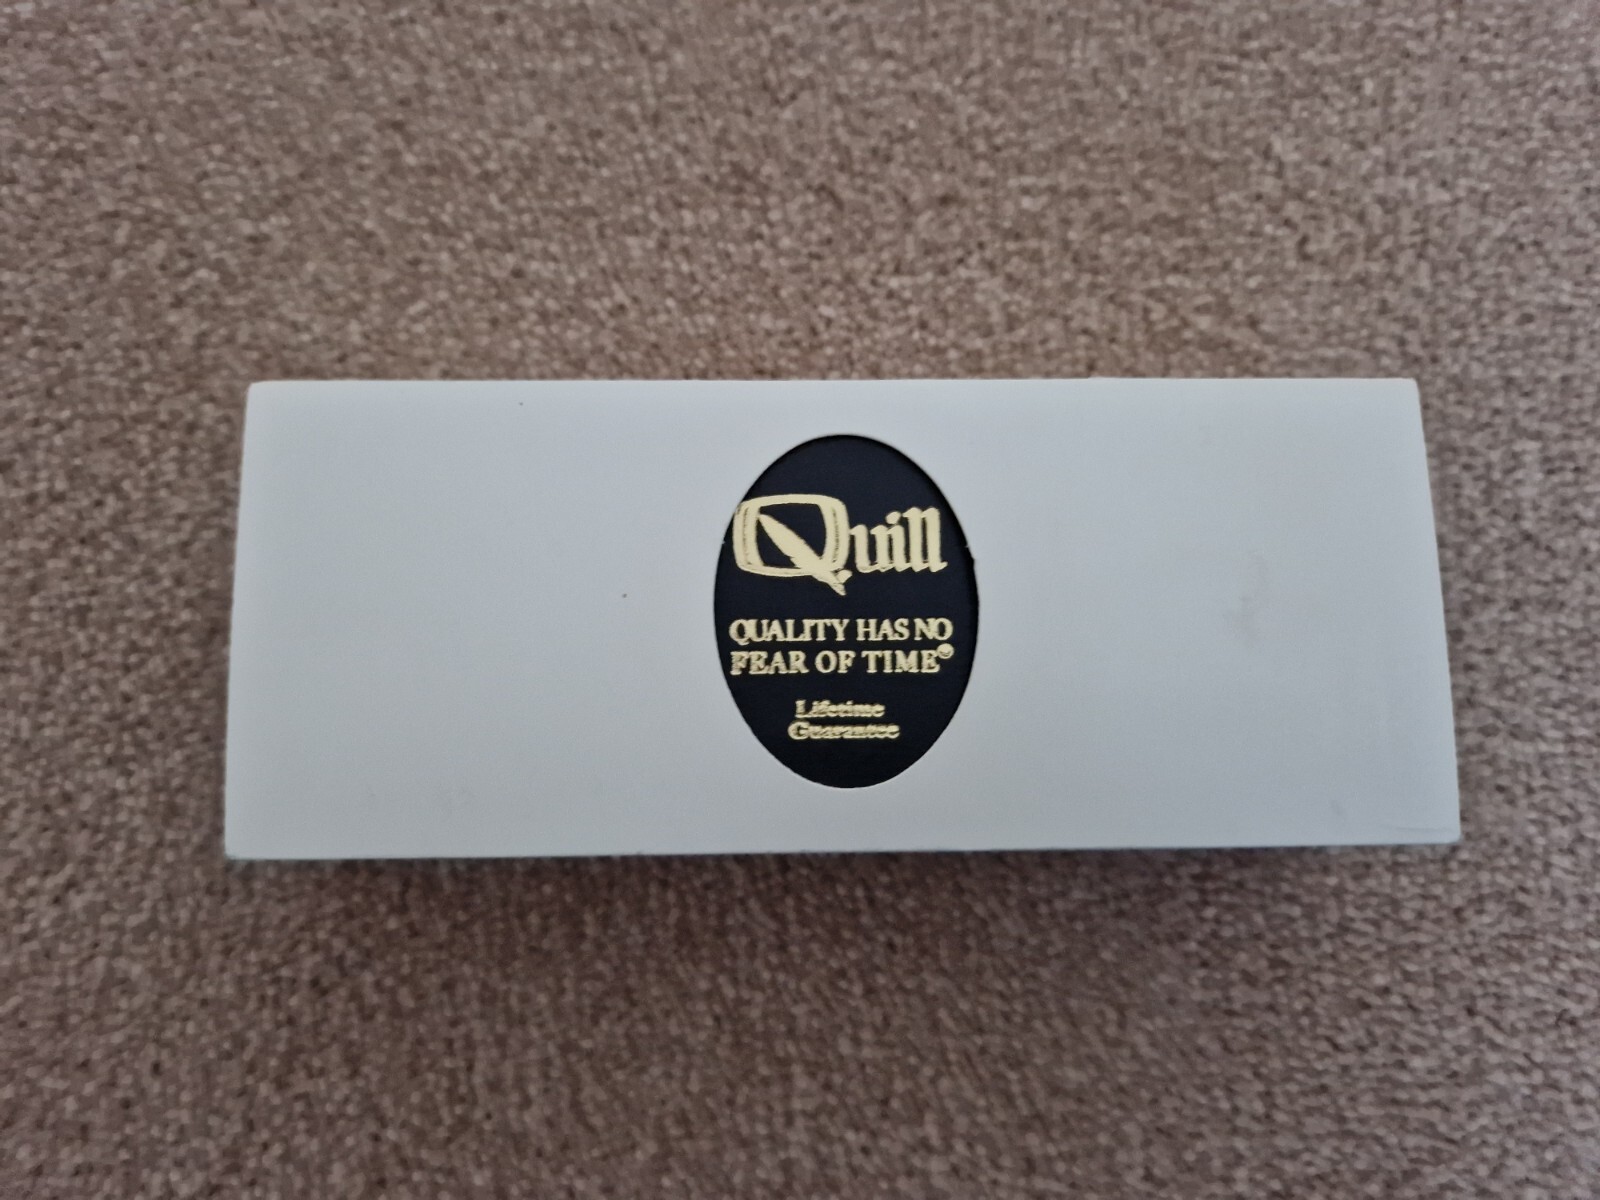 Quill
QUALITY HAS NO
FEAR OF TIME®
Lifetime
Guarantee